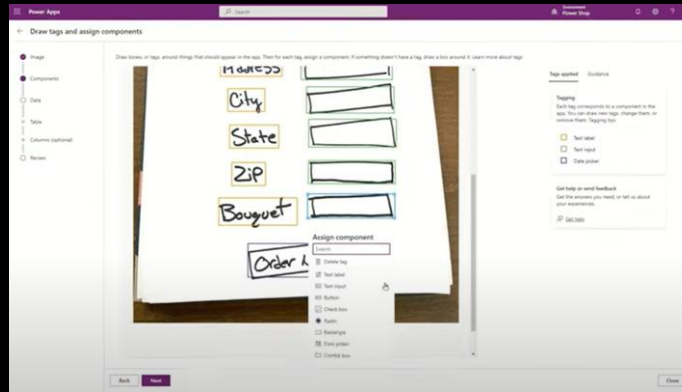 Power Apps
Search
Environment
Power Shop
?
← Draw tags and assign components
Image
Components
Data
Table
Columns (optional)
Review
Draw boxes, or tags, around things that should appear in the app. Then for each tag, assign a component. If something doesn't have a tag, draw a box around it. Learn more about tags
Address
City
State
Zip
Bouquet
Order
Assign component
Search
Delete tag
Text label
Text input
Button
Check box
Radio
Rectangle
Date picker
Combo box
Tags applied Guidance
Tagging
Each tag corresponds to a component in the
app. You can draw new tags, change them, or
remove them. Tagging tips
Text label
Text input
Date picker
Get help or send feedback
Get the answers you need, or tell us about
your experiences.
Get help
Back Next Close